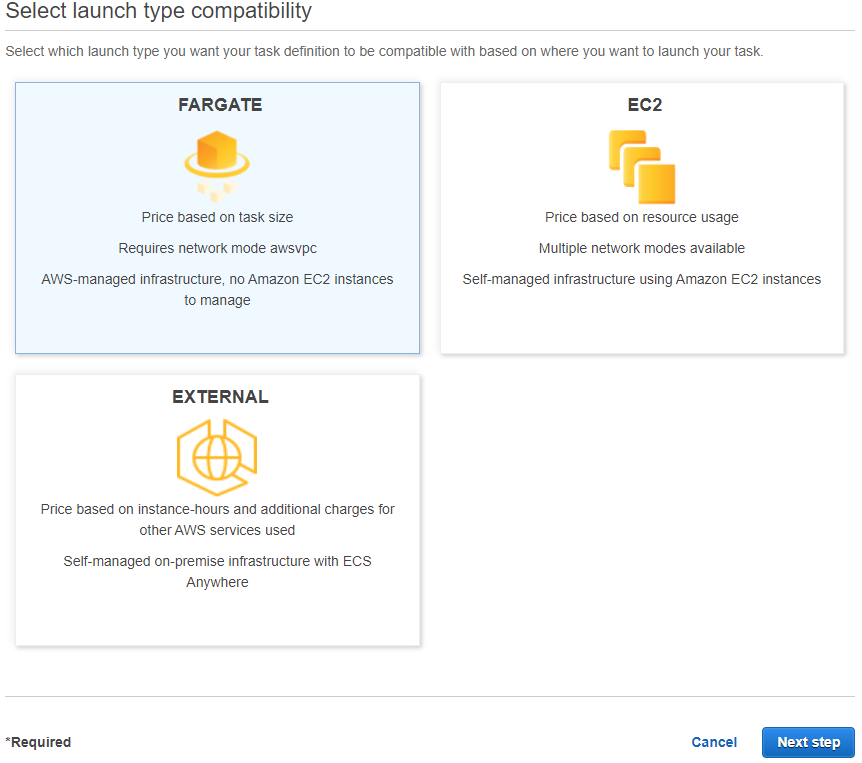 Select launch type compatibility
Select which launch type you want your task definition to be compatible with based on where you want to launch your task.
FARGATE
Price based on task size
Requires network mode awsvpc
AWS-managed infrastructure, no Amazon EC2 instances
to manage
EC2
Price based on resource usage
Multiple network modes available
Self-managed infrastructure using Amazon EC2 instances
EXTERNAL
Price based on instance-hours and additional charges for
other AWS services used
Self-managed on-premise infrastructure with ECS
Anywhere
*Required
Cancel
Next step